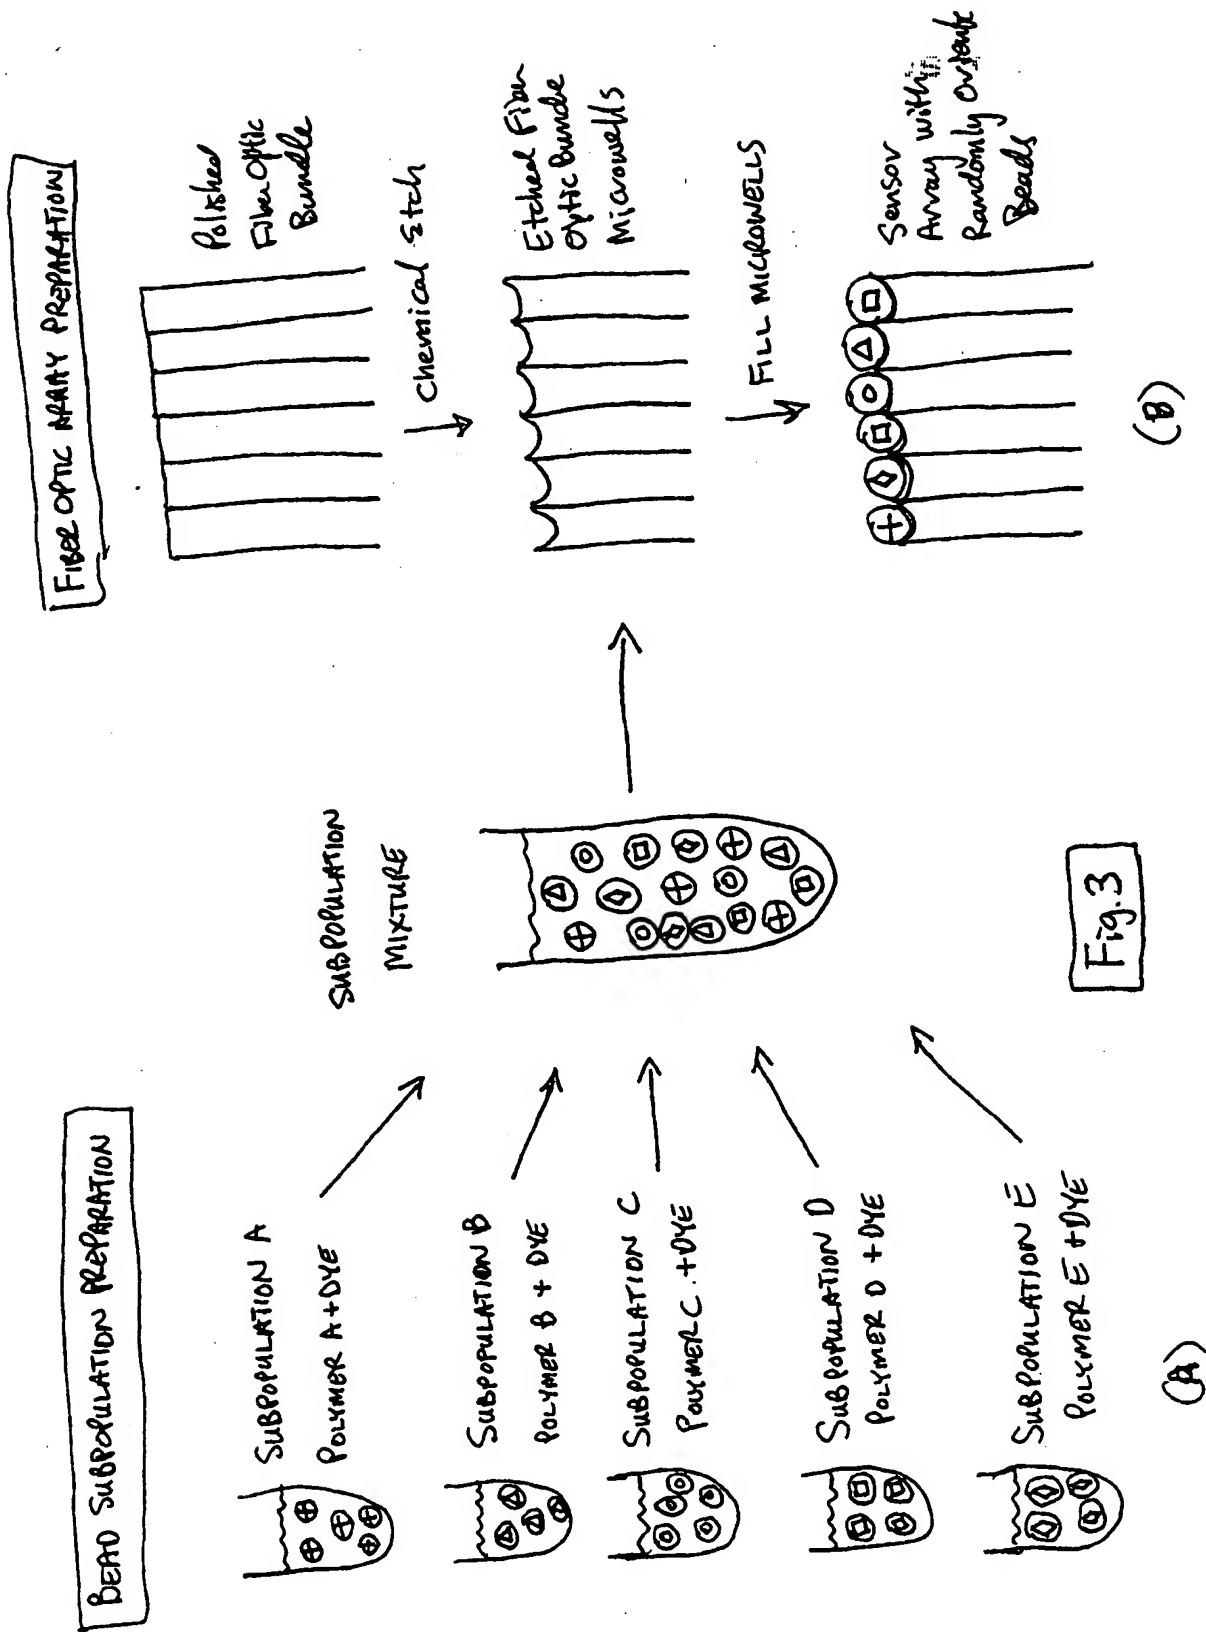 BEAD SUBPOPULATION PREPARATION
SUBPOPULATION A
POLYMER A + DYE
SUBPOPULATION B
POLYMER B + DYE
SUBPOPULATION C
POLYMER C + DYE
SUBPOPULATION D
POLYMER D + DYE
SUBPOPULATION E
POLYMER E + DYE
(A)
SUBPOPULATION
MIXTURE
Fig. 3
FIBER OPTIC ARRAY PREPARATION
Polished
Fiber Optic
Bundle
Chemical Etch
Etched Fiber
Optic Bundle
Microwells
FILL MICROWELLS
Sensor
Array with
Randomly
Beads
(B)